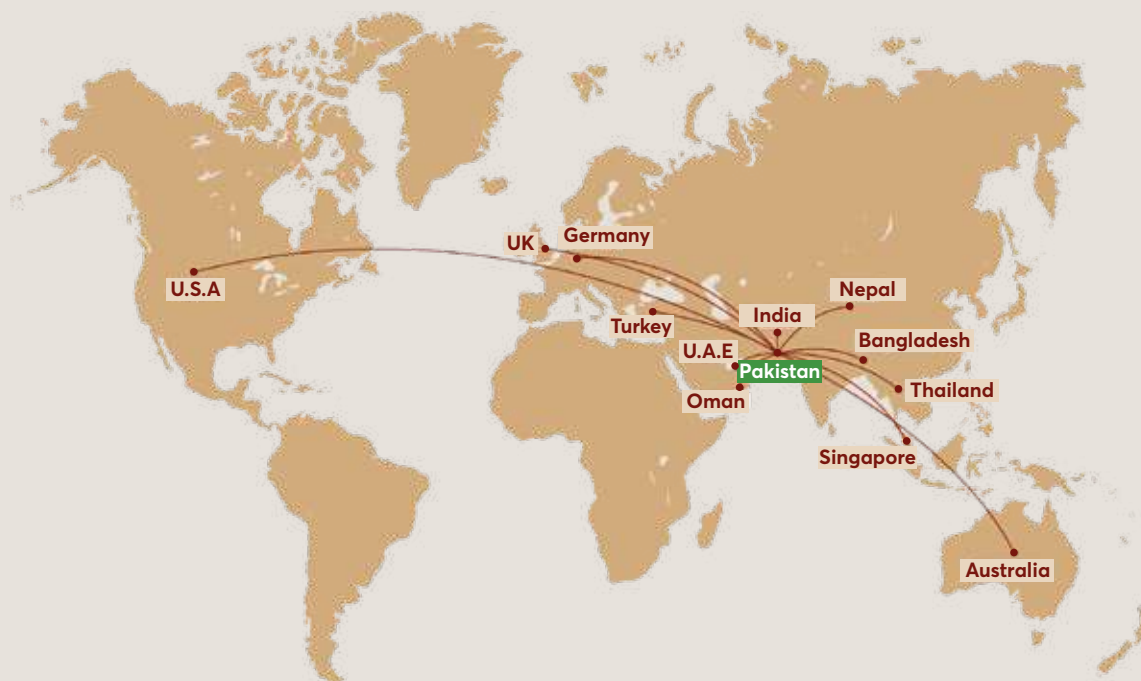 UK
Germany
U.S.A
Nepal
India
Turkey
Bangladesh
U.A.E
Pakistan
Thailand
Oman
Singapore
Australia